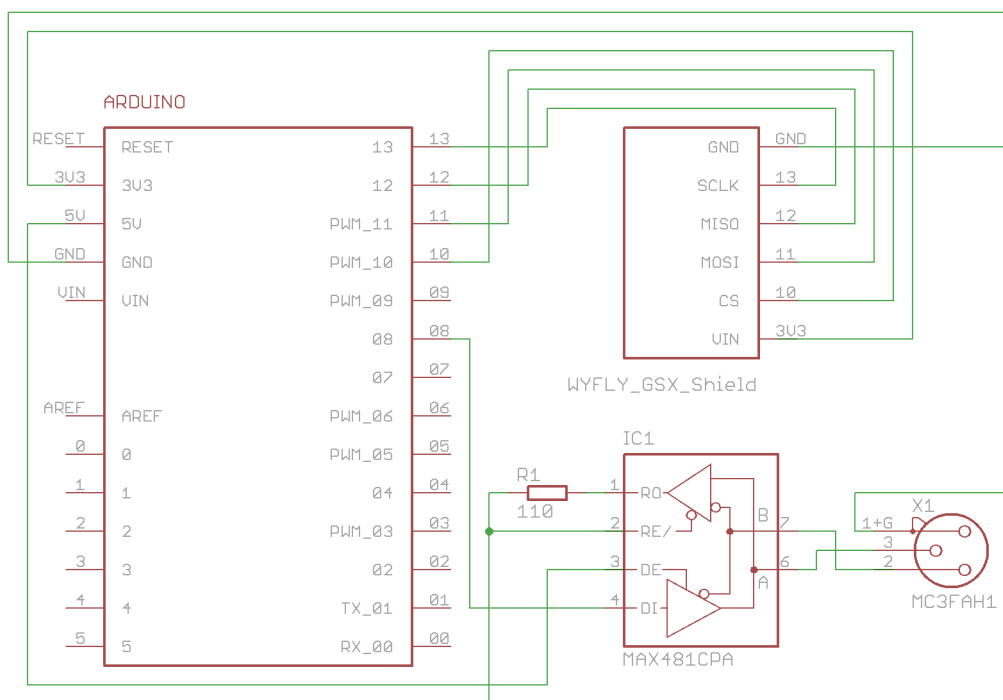 ARDUINO
RESET
3V3
5V
GND
VIN
AREF
0
1
2
3
4
5
RESET
3V3
5V
GND
VIN
AREF
0
1
2
3
4
5
13
12
PWM_11
PWM_10
PWM_09
08
07
PWM_06
PWM_05
04
PWM_03
02
TX_01
RX_00
13
12
11
10
09
08
07
06
05
04
03
02
01
00
GND
SCLK
MISO
MOSI
CS
VIN
GND
13
12
11
10
3V3
WYFLY_GSX_Shield
IC1
R1
110
1
2
3
4
RO
RE/
DE
DI
B
A
7
6
MAX481CPA
X1
1+G
3
2
MC3FAH1